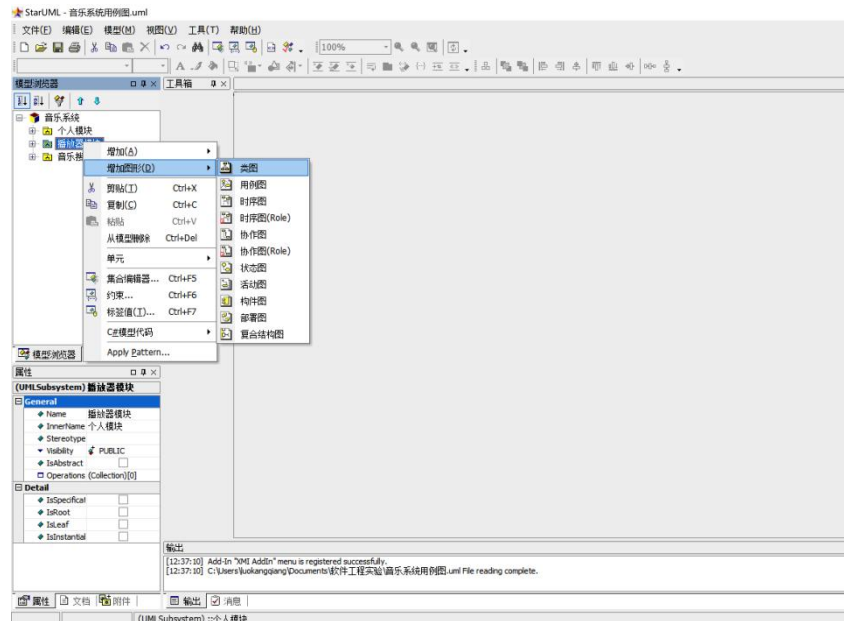 StarUML - 音乐系统用例图.uml
文件(F) 编辑(E) 模型(M) 视图(V) 工具(T) 帮助(H)
100%
模型浏览器
工具箱
音乐系统
个人模块
播放器模块
音乐
增加(A)
增加图形(D)
剪贴(T) Ctrl+X
复制(C) Ctrl+C
粘贴 Ctrl+V
从模型删除 Ctrl+Del
单元
集合编辑器... Ctrl+F5
约束... Ctrl+F6
标签值(I)... Ctrl+F7
C#模型代码
Apply Pattern...
类图
用例图
时序图
时序图(Role)
协作图
协作图(Role)
状态图
活动图
构件图
部署图
复合结构图
模型浏览器
属性
(UMLSubsystem) 播放器模块
General
Name 播放器模块
InnerName 个人模块
Stereotype
Visibility PUBLIC
IsAbstract
Operations (Collection)[0]
Detail
IsSpecificat
IsRoot
IsLeaf
IsInstantial
输出
[12:37:10] Add-In "XMI AddIn" menu is registered successfully.
[12:37:10] C:\Users\luokangqiang\Documents\软件工程实验\音乐系统用例图.uml File reading complete.
属性 文档 附件
输出 消息
(UMLSubsystem) ::个人模块